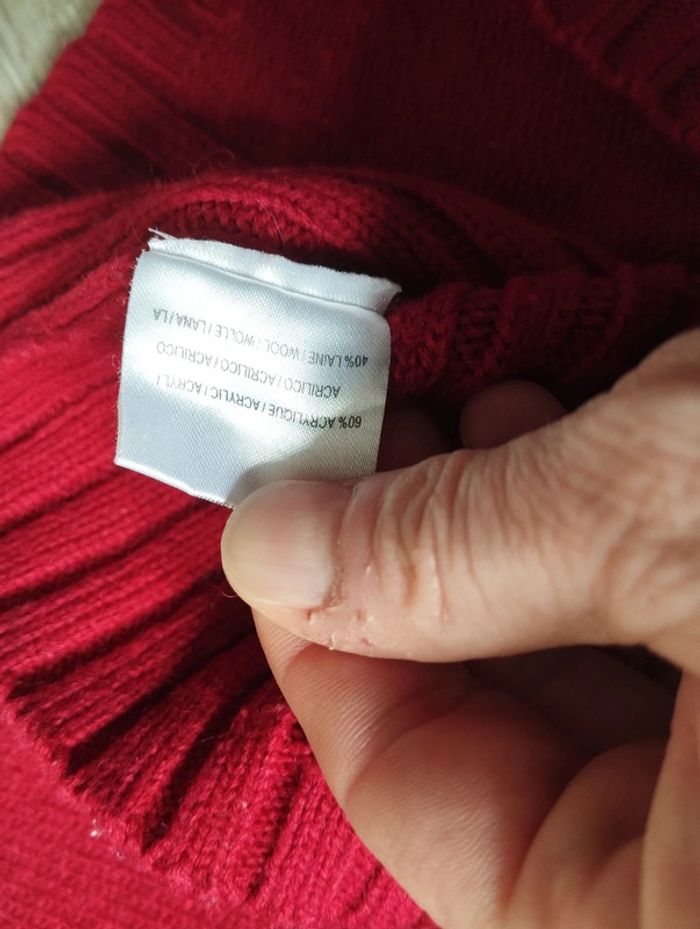 60% ACRYLIQUE / ACRYLIC / ACRYL /
ACRILICO / ACRILICO / ACRILICO
40% LAINE / WOOL / WOLLE / LANA / LA